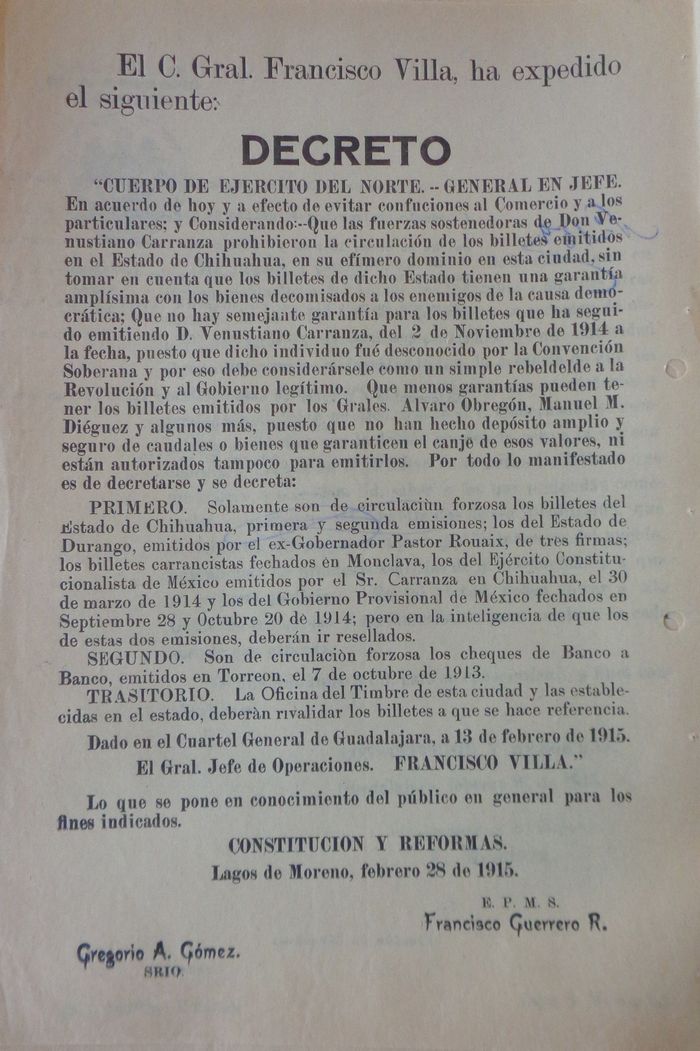 El C. Gral. Francisco Villa, ha expedido
el siguiente:
DECRETO
"CUERPO DE EJERCITO DEL NORTE. -- GENERAL EN JEFE.
En acuerdo de hoy y a efecto de evitar confuciones al Comercio y a los
particulares; y Considerando:--Que las fuerzas sostenedoras de Don Ve-
nustiano Carranza prohibieron la circulación de los billetes emitidos
en el Estado de Chihuahua, en su efímero dominio en esta ciudad, sin
tomar en cuenta que los billetes de dicho Estado tienen una garantía
amplísima con los bienes decomisados a los enemigos de la causa demo-
crática; Que no hay semejante garantía para los billetes que ha segui-
do emitiendo D. Venustiano Carranza, del 2 de Noviembre de 1914 a
la fecha, puesto que dicho individuo fué desconocido por la Convención
Soberana y por eso debe considerársele como un simple rebeldelde a la
Revolución y al Gobierno legítimo. Que menos garantías pueden te-
ner los billetes emitidos por los Grales. Alvaro Obregón, Manuel M.
Diéguez y algunos más, puesto que no han hecho depósito amplio y
seguro de caudales o bienes que garanticen el canje de esos valores, ni
están autorizados tampoco para emitirlos. Por todo lo manifestado
es de decretarse y se decreta:
PRIMERO. Solamente son de circulaciùn forzosa los billetes del
Estado de Chihuahua, primera y segunda emisiones; los del Estado de
Durango, emitidos por el ex-Gobernador Pastor Rouaix, de tres firmas;
los billetes carrancistas fechados en Monclava, los del Ejército Constitu-
cionalista de México emitidos por el Sr. Carranza en Chihuahua, el 30
de marzo de 1914 y los del Gobierno Provisional de México fechados en
Septiembre 28 y Octubre 20 de 1914; pero en la inteligencia de que los
de estas dos emisiones, deberán ir resellados.
SEGUNDO. Son de circulaciòn forzosa los cheques de Banco a
Banco, emitidos en Torreon, el 7 de octubre de 1913.
TRASITORIO. La Oficina del Timbre de esta ciudad y las estable-
cidas en el estado, deberàn rivalidar los billetes a que se hace referencia.
Dado en el Cuartel General de Guadalajara, a 13 de febrero de 1915.
El Gral. Jefe de Operaciones. FRANCISCO VILLA."
Lo que se pone en conocimiento del público en general para los
fines indicados.
CONSTITUCION Y REFORMAS.
Lagos de Moreno, febrero 28 de 1915.
E. P. M. S.
Francisco Guerrero R.
Gregorio A. Gómez.
SRIO.